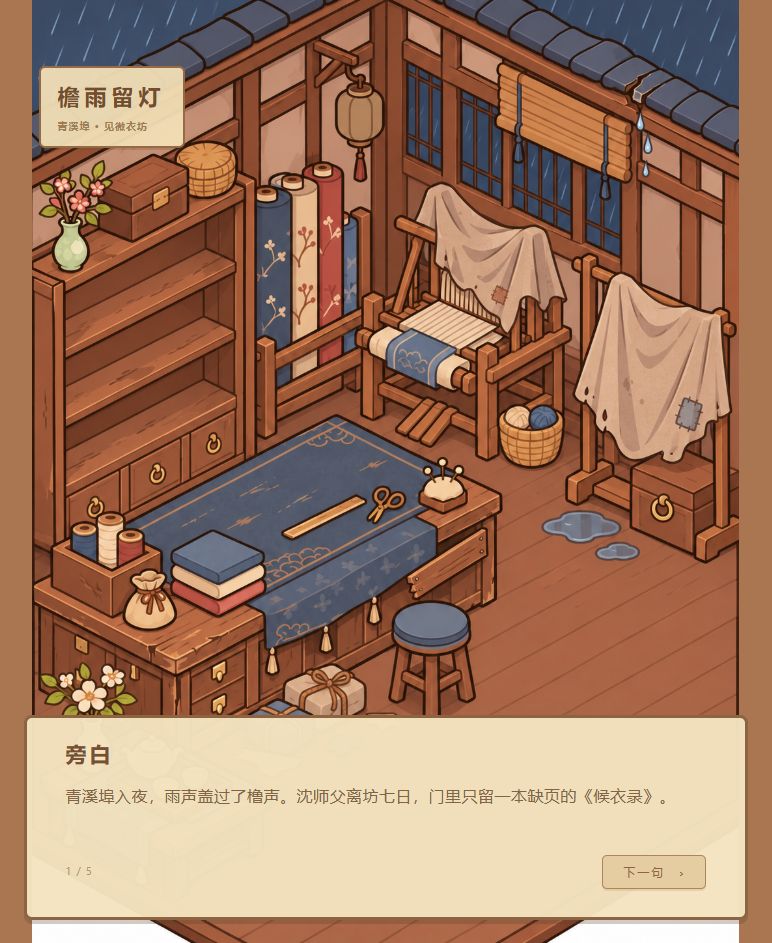 檐雨留灯
青溪埠 • 见微衣坊
旁白
青溪埠入夜，雨声盖过了橹声。沈师父离坊七日，门里只留一本缺页的《候衣录》。
1 / 5
下一句 ›